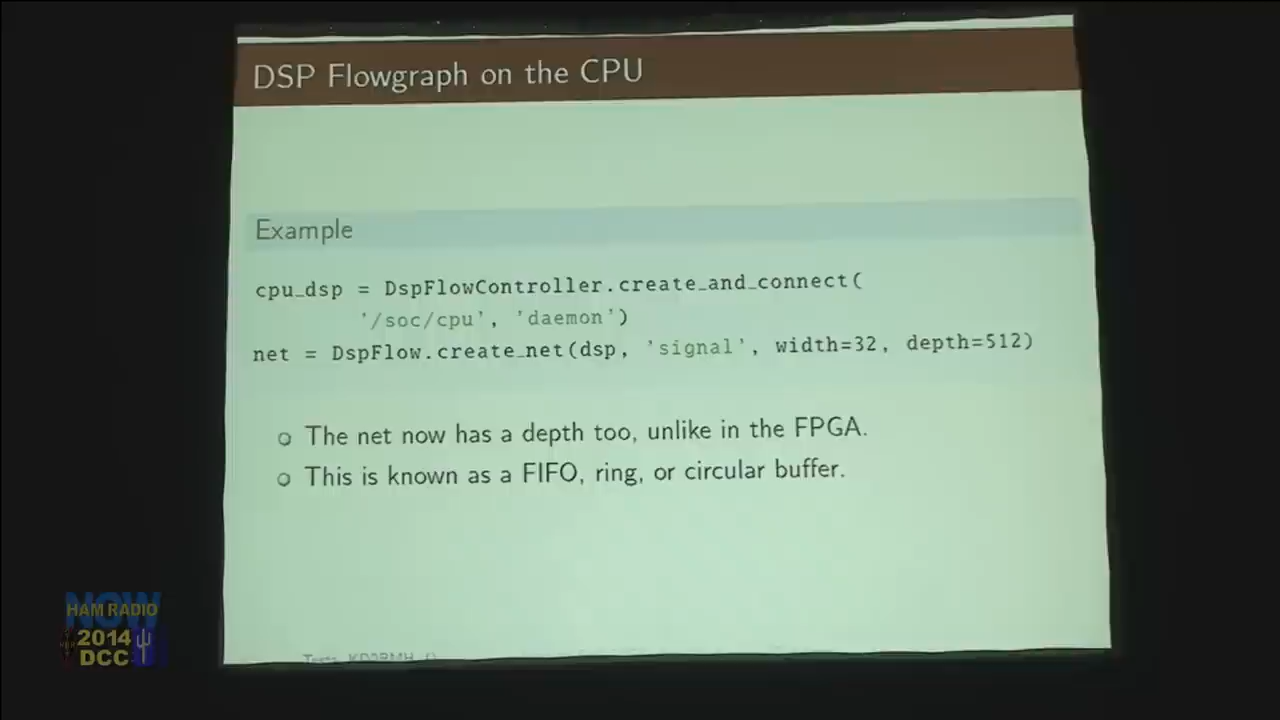 DSP Flowgraph on the CPU
Example
cpu_dsp = DspFlowController.create_and_connect(
'/soc/cpu', 'daemon')
net = DspFlow.create_net(dsp, 'signal', width=32, depth=512)
The net now has a depth too, unlike in the FPGA.
This is known as a FIFO, ring, or circular buffer.
NOW
HAM RADIO
2014
DCC